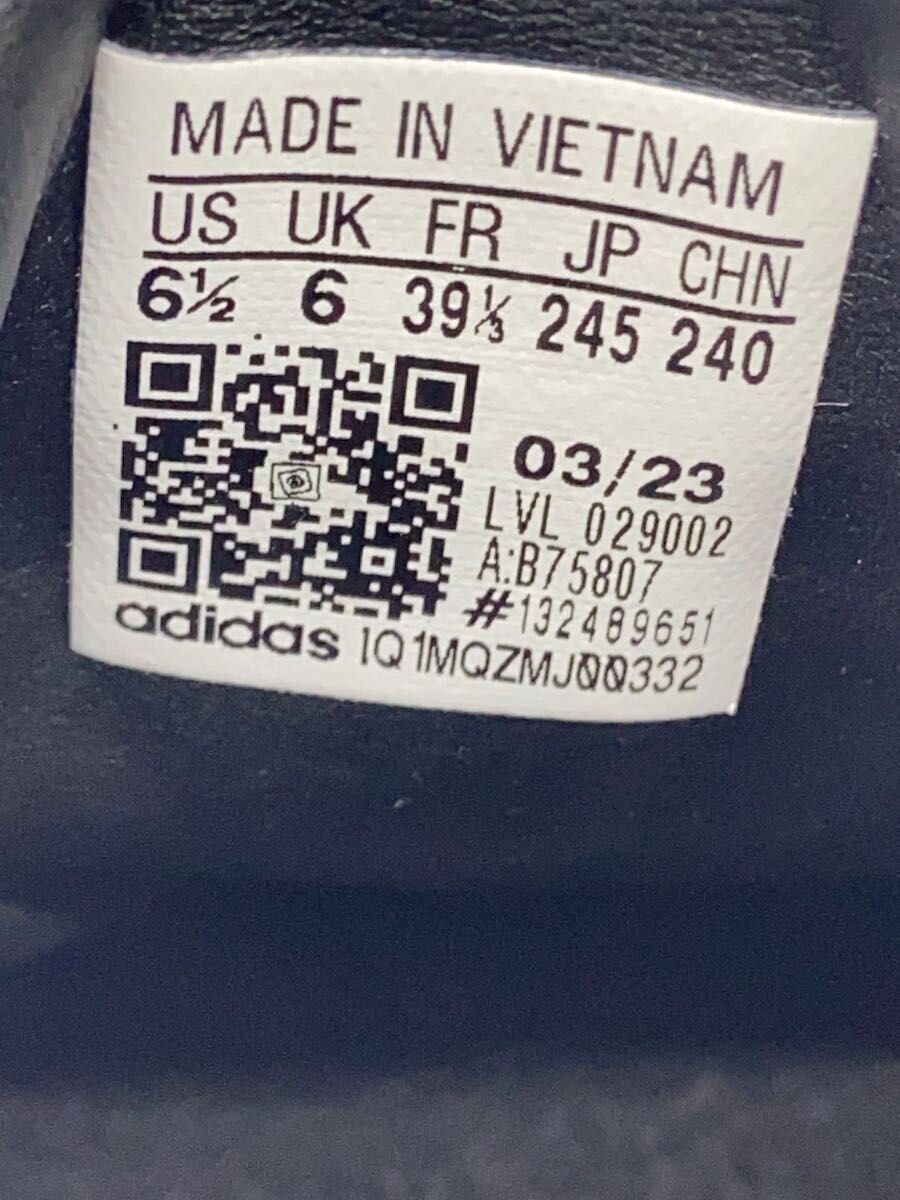 MADE IN VIETNAM
US UK FR JP CHN
6½ 6 39⅓ 245 240
03/23
LVL 029002
A:B75807
#132489651
adidas 1Q1MQZMJ00332